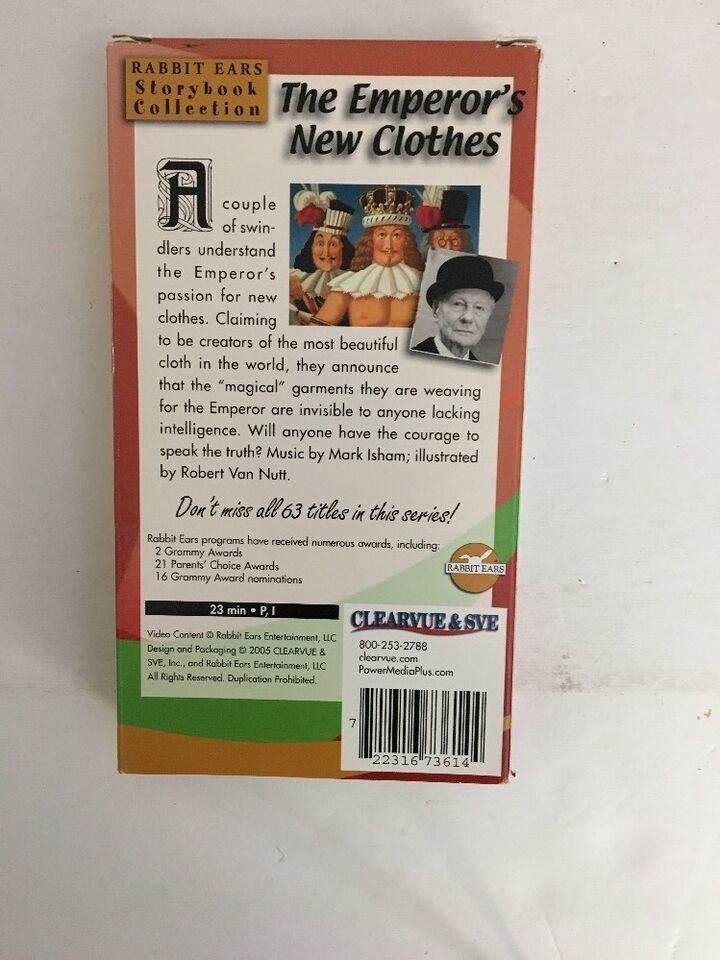 RABBIT EARS
Storybook
Collection
The Emperor's
New Clothes
A couple
of swin-
dlers understand
the Emperor's
passion for new
clothes. Claiming
to be creators of the most beautiful
cloth in the world, they announce
that the "magical" garments they are weaving
for the Emperor are invisible to anyone lacking
intelligence. Will anyone have the courage to
speak the truth? Music by Mark Isham; illustrated
by Robert Van Nutt.
Don't miss all 63 titles in this series!
Rabbit Ears programs have received numerous awards, including:
2 Grammy Awards
21 Parents' Choice Awards
16 Grammy Award nominations
RABBIT EARS
23 min • P, I
Video Content © Rabbit Ears Entertainment, LLC
Design and Packaging © 2005 CLEARVUE &
SVE, Inc., and Rabbit Ears Entertainment, LLC
All Rights Reserved. Duplication Prohibited.
CLEARVUE & SVE
800-253-2788
clearvue.com
PowerMediaPlus.com
7 22316 73614